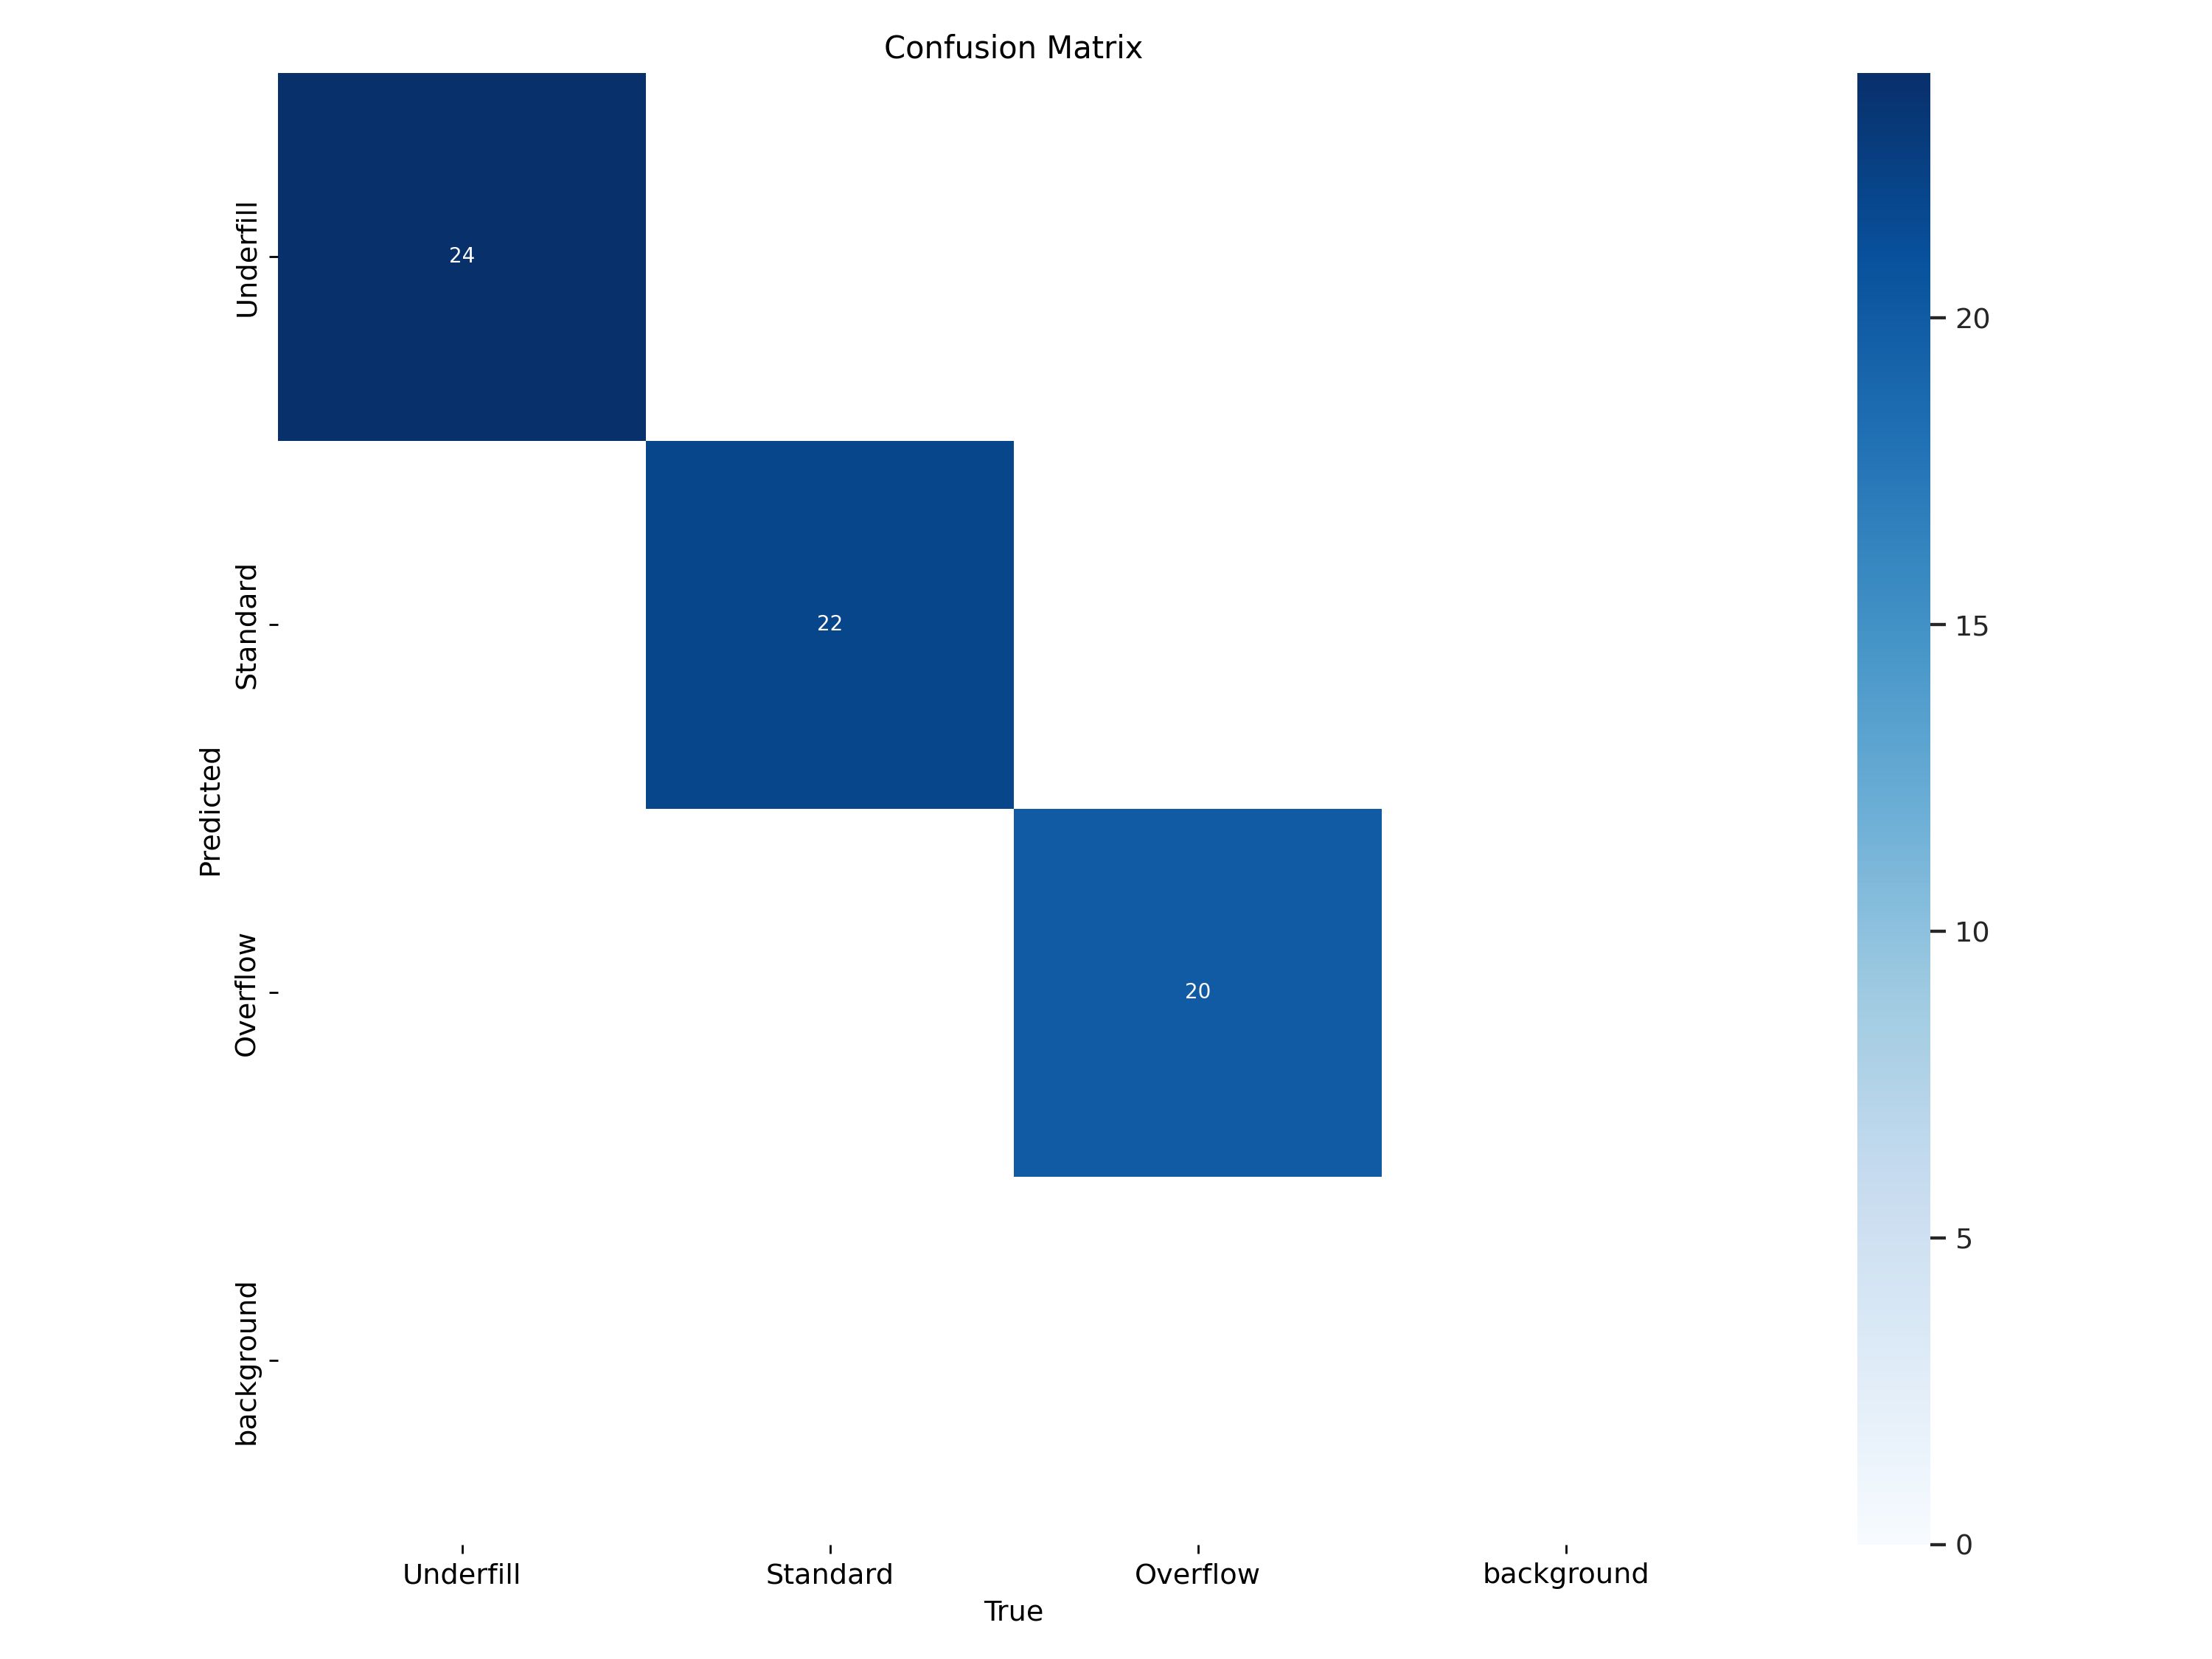 Confusion Matrix
Underfill
24
20
Standard
22
15
Predicted
Overflow
20
10
background
5
0
Underfill Standard Overflow background
True